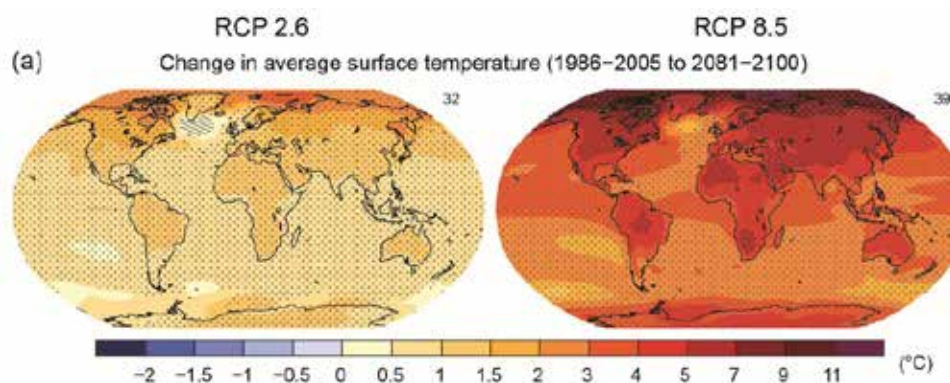 RCP 2.6 RCP 8.5
(a) Change in average surface temperature (1986–2005 to 2081–2100)
32 39
−2 −1.5 −1 −0.5 0 0.5 1 1.5 2 3 4 5 7 9 11 (°C)